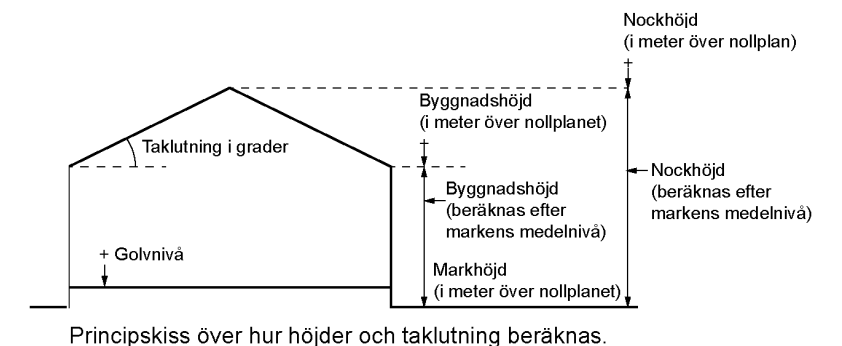 Nockhöjd
(i meter över nollplan)
+
Byggnadshöjd
(i meter över nollplanet)
+
Taklutning i grader
Byggnadshöjd
(beräknas efter
markens medelnivå)
Nockhöjd
(beräknas efter
markens medelnivå)
+ Golvnivå
Markhöjd
(i meter över nollplanet)
Principskiss över hur höjder och taklutning beräknas.